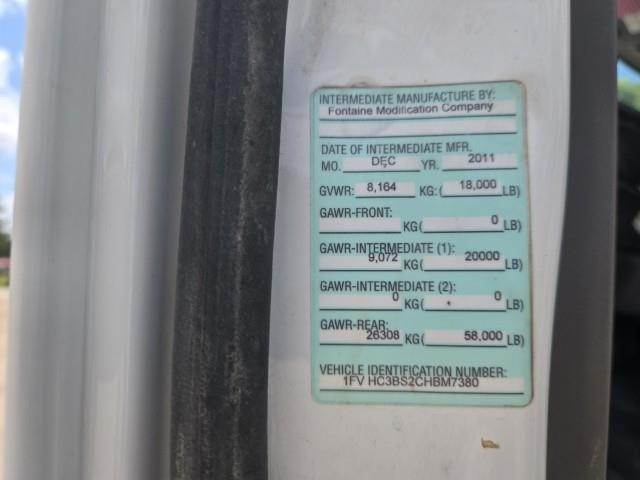 INTERMEDIATE MANUFACTURE BY:
Fontaine Modification Company
DATE OF INTERMEDIATE MFR.
MO. DEC YR. 2011
GVWR: 8,164 KG:( 18,000 LB)
GAWR-FRONT:
KG( 0 LB)
GAWR-INTERMEDIATE (1):
9,072 KG( 20000 LB)
GAWR-INTERMEDIATE (2):
0 KG( 0 LB)
GAWR-REAR:
26308 KG( 58,000 LB)
VEHICLE IDENTIFICATION NUMBER:
1FV HC3BS2CHBM7380